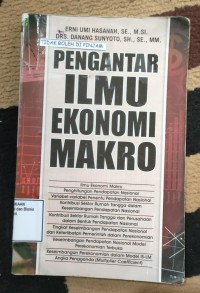 ERNI UMI HASANAH, SE., M.SI.
DRS. DANANG SUNYOTO, SH., SE., MM.
TIDAK BOLEH DI PINJAM
PENGANTAR
ILMU
EKONOMI
MAKRO
Ilmu Ekonomi Makro
Penghitungan Pendapatan Nasional
Variabel-variabel Penentu Pendapatan Nasional
Kontribusi Sektor Rumah Tangga dalam
Keseimbangan Pendapatan Nasional
Kontribusi Sektor Rumah Tangga dan Perusahaan
dalam Bentuk Pendapatan Nasional
Tingkat Keseimbangan Pendapatan Nasional
dan Keterlibatan Pemerintah dalam Perekonomian
Keseimbangan Pendapatan Nasional Model
Perekonomian Terbuka
Keseimbangan Perekonomian dalam Model IS-LM
Angka Pengganda (Multiplier Coefficient)